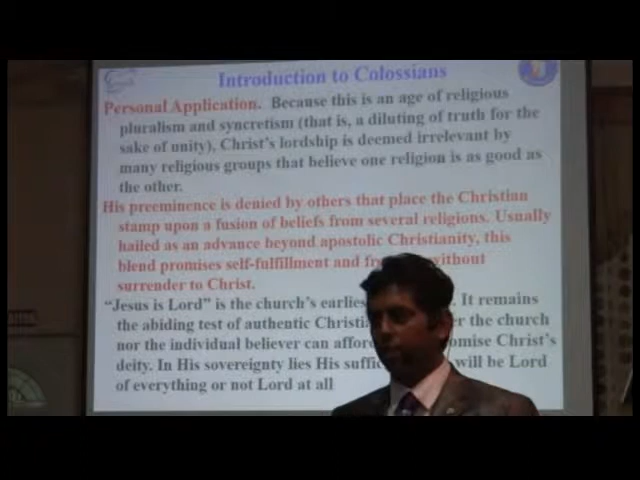 Introduction to Colossians
Personal Application. Because this is an age of religious
pluralism and syncretism (that is, a diluting of truth for the
sake of unity), Christ's lordship is deemed irrelevant by
many religious groups that believe one religion is as good as
the other.
His preeminence is denied by others that place the Christian
stamp upon a fusion of beliefs from several religions. Usually
hailed as an advance beyond apostolic Christianity, this
blend promises self-fulfillment and without
surrender to Christ.
"Jesus is Lord" is the church's It remains
the abiding test of authentic the church
nor the individual believer can Christ's
deity. In His sovereignty lies His will be Lord
of everything or not Lord at all